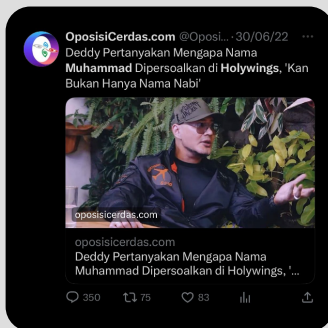 OposisiCerdas.com @Oposi... · 30/06/22
Deddy Pertanyakan Mengapa Nama
Muhammad Dipersoalkan di Holywings, 'Kan
Bukan Hanya Nama Nabi'
oposisicerdas.com
oposisicerdas.com
Deddy Pertanyakan Mengapa Nama
Muhammad Dipersoalkan di Holywings, '...
350 75 83